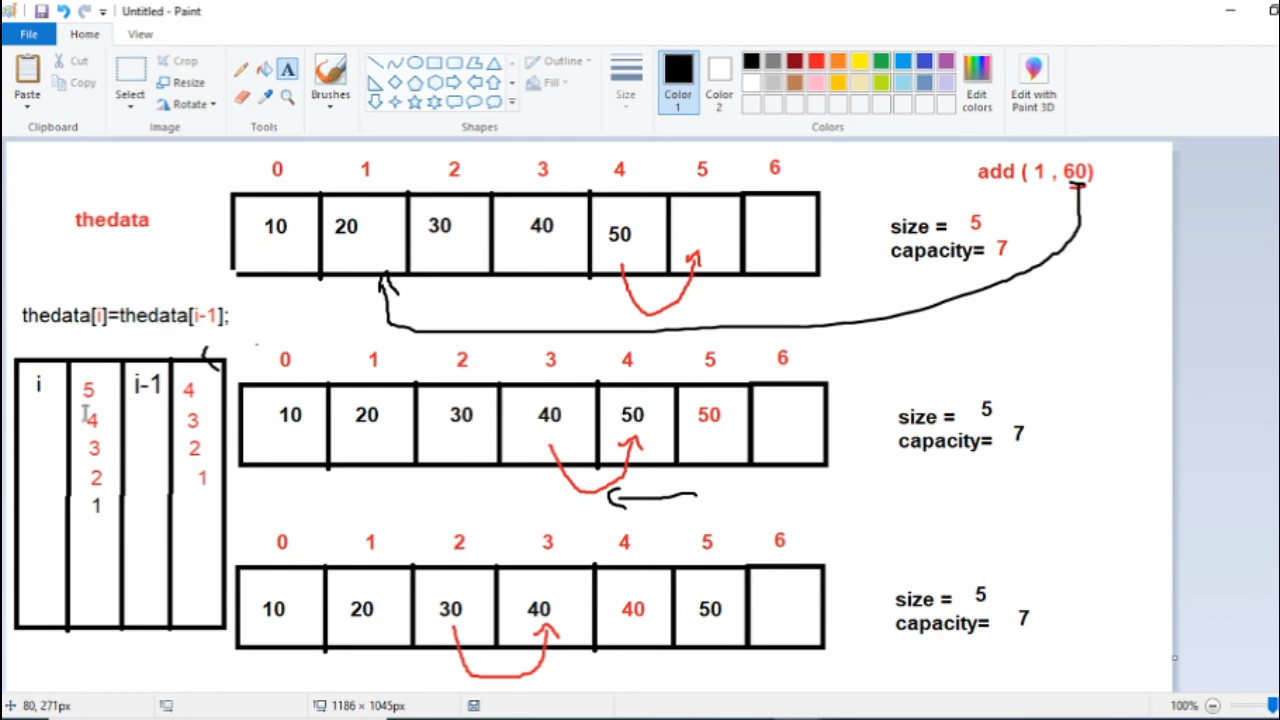 Untitled - Paint
File Home View
Paste Cut Copy Clipboard
Select Crop Resize Rotate Image
Tools
Brushes
Shapes Outline Fill
Size
Color 1 Color 2 Colors
Edit colors
Edit with Paint 3D
0 1 2 3 4 5 6
add ( 1 , 60)
thedata
10 20 30 40 50
size = 5
capacity= 7
thedata[i]=thedata[i-1];
0 1 2 3 4 5 6
i 5 i-1 4
4 3
3 2
2 1
1
10 20 30 40 50 50
size = 5
capacity= 7
0 1 2 3 4 5 6
10 20 30 40 40 50
size = 5
capacity= 7
80, 271px
1186 × 1045px
100%